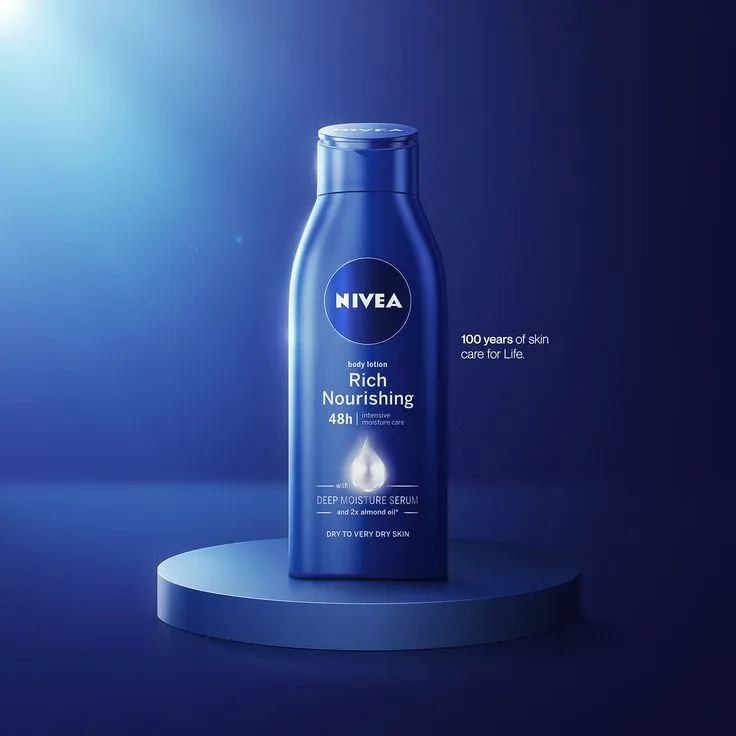 NIVEA
NIVEA
100 years of skin
care for Life.
body lotion
Rich
Nourishing
48h intensive
moisture care
with
DEEP MOISTURE SERUM
and 2x almond oil*
DRY TO VERY DRY SKIN